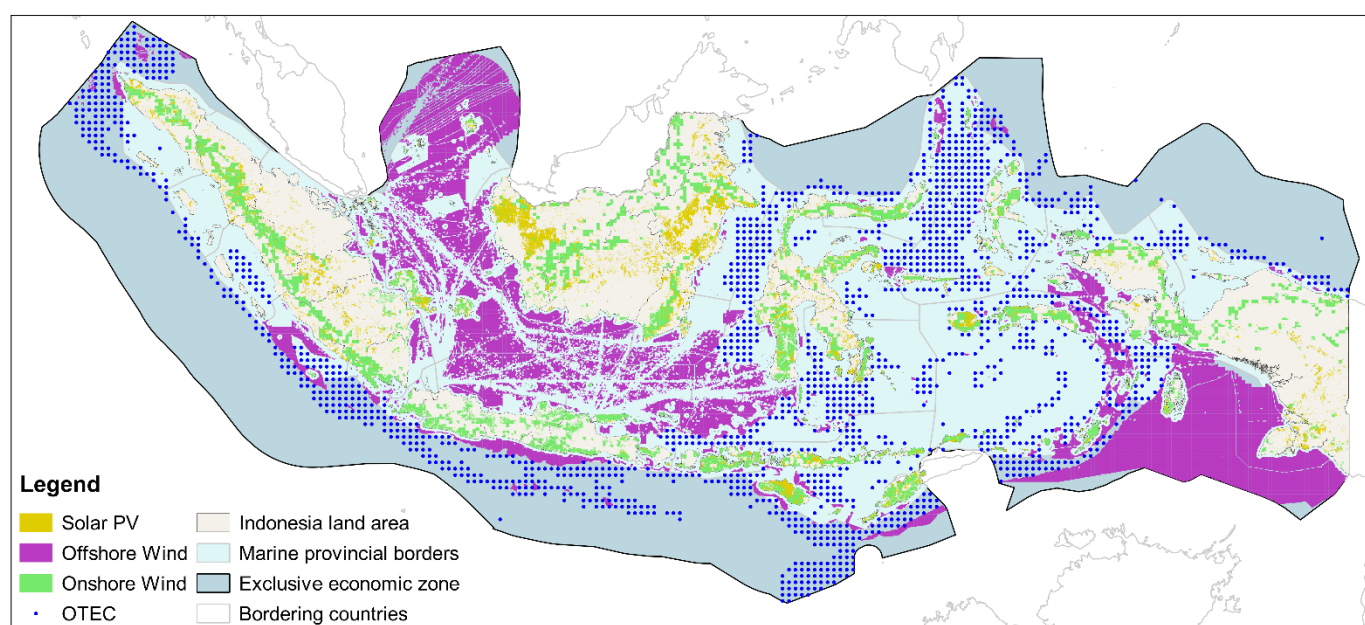 Legend
Solar PV
Indonesia land area
Offshore Wind
Marine provincial borders
Onshore Wind
Exclusive economic zone
OTEC
Bordering countries